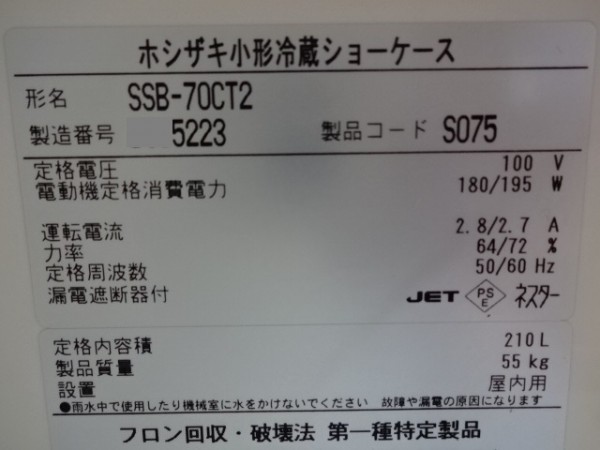 ホシザキ小形冷蔵ショーケース
形名 SSB-70CT2
製造番号 5223 製品コード S075
定格電圧 100 V
電動機定格消費電力 180/195 W
運転電流 2.8/2.7 A
力率 64/72 %
定格周波数 50/60 Hz
漏電遮断器付 JET PSE ネスター
定格内容積 210 L
製品質量 55 kg
設置 屋内用
●雨水中で使用したり機械室に水をかけないでください 故障や漏電の原因になります
フロン回収・破壊法 第一種特定製品